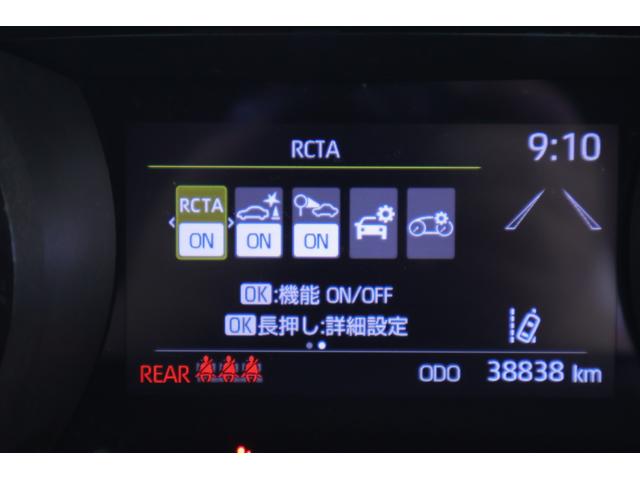 RCTA
9:10
RCTA
ON ON ON
OK:機能 ON/OFF
OK長押し:詳細設定
REAR ODO 38838 km